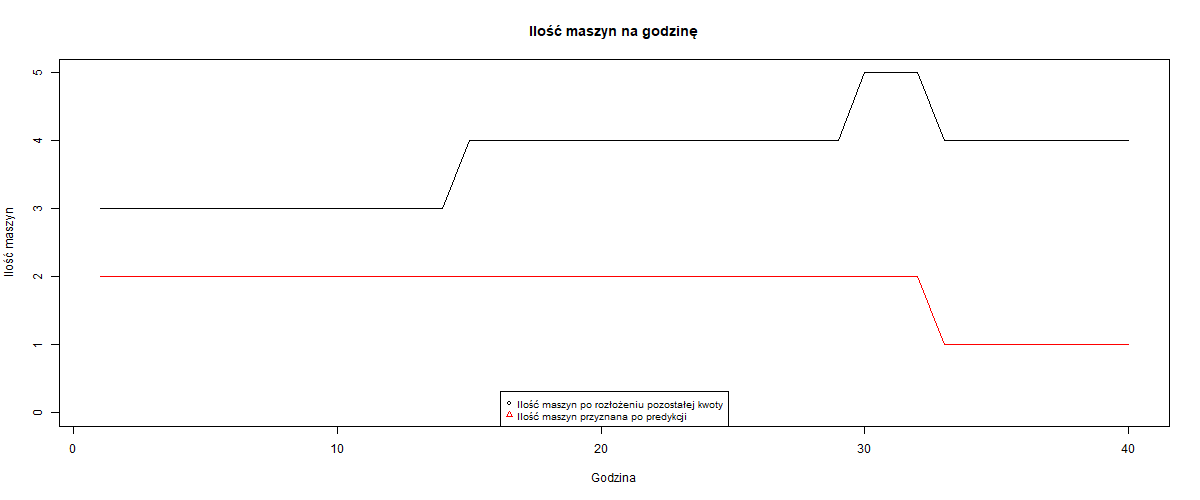 Ilość maszyn na godzinę
Ilość maszyn
5
4
3
2
1
0
Ilość maszyn po rozłożeniu pozostałej kwoty
Ilość maszyn przyznana po predykcji
0 10 20 30 40
Godzina